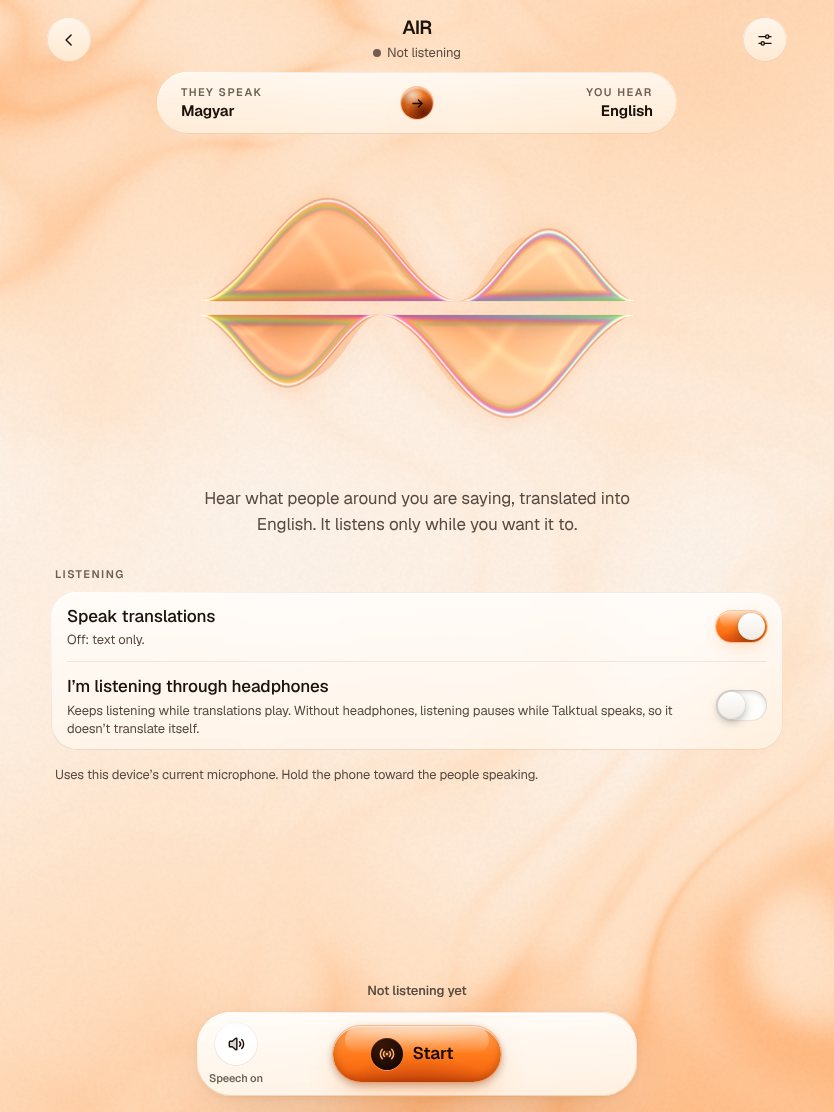 AIR
Not listening
THEY SPEAK
Magyar
YOU HEAR
English
Hear what people around you are saying, translated into
English. It listens only while you want it to.
LISTENING
Speak translations
Off: text only.
I’m listening through headphones
Keeps listening while translations play. Without headphones, listening pauses while Talktual speaks, so it
doesn’t translate itself.
Uses this device’s current microphone. Hold the phone toward the people speaking.
Not listening yet
Speech on
Start